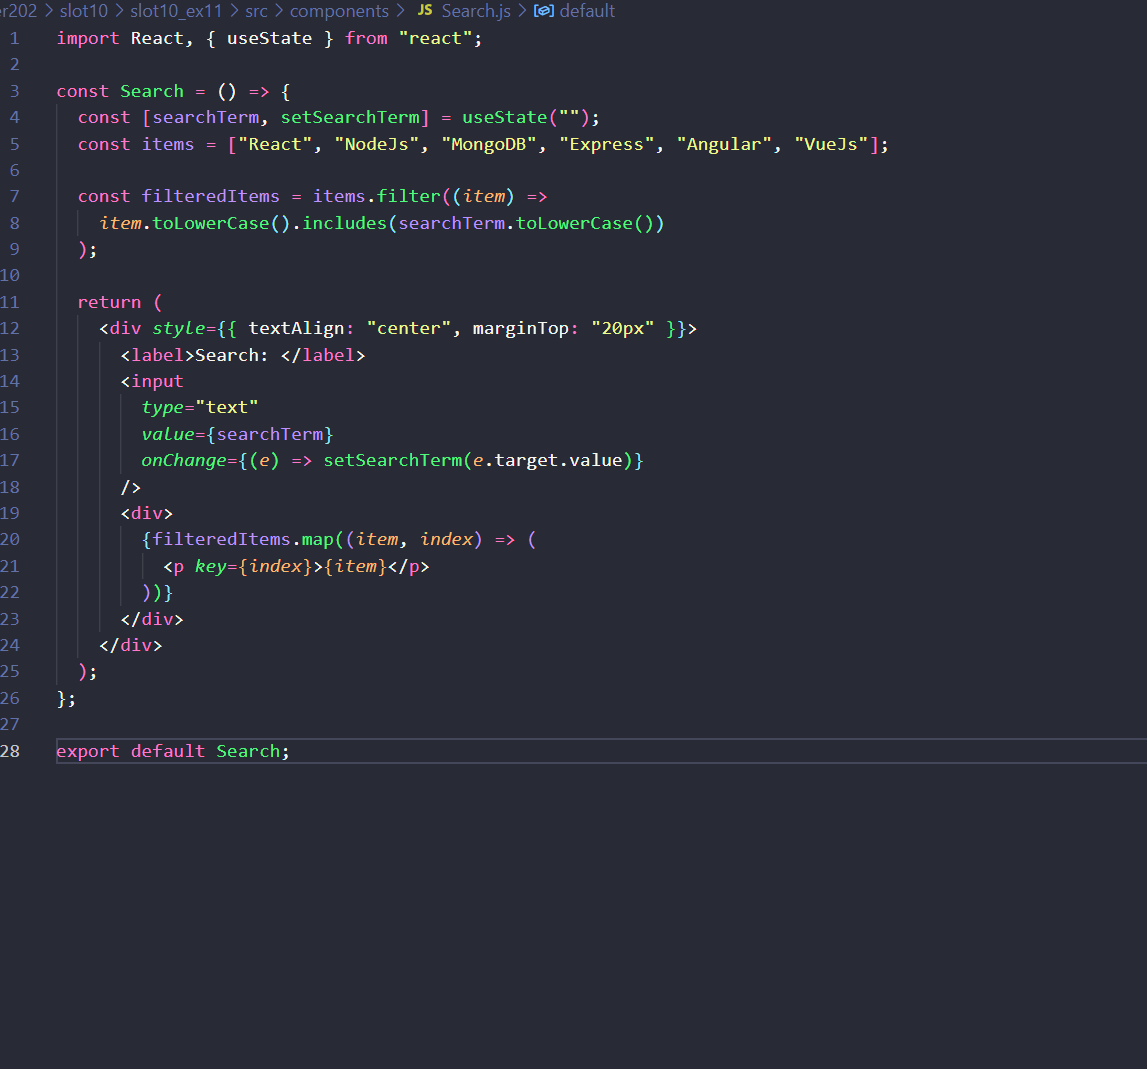 er202 > slot10 > slot10_ex11 > src > components > JS Search.js > default
1 import React, { useState } from "react";
2
3 const Search = () => {
4   const [searchTerm, setSearchTerm] = useState("");
5   const items = ["React", "NodeJs", "MongoDB", "Express", "Angular", "VueJs"];
6
7   const filteredItems = items.filter((item) =>
8     item.toLowerCase().includes(searchTerm.toLowerCase())
9   );
10
11   return (
12     <div style={{ textAlign: "center", marginTop: "20px" }}>
13       <label>Search: </label>
14       <input
15         type="text"
16         value={searchTerm}
17         onChange={(e) => setSearchTerm(e.target.value)}
18       />
19       <div>
20         {filteredItems.map((item, index) => (
21           <p key={index}>{item}</p>
22         ))}
23       </div>
24     </div>
25   );
26 };
27
28 export default Search;